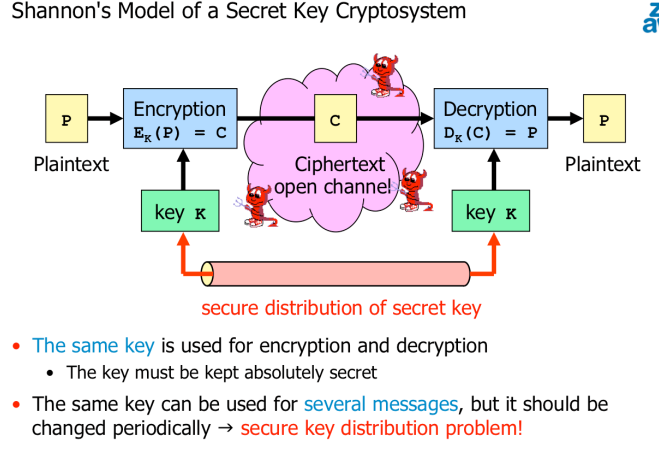 Shannon's Model of a Secret Key Cryptosystem
P
Encryption
E_K(P) = C
C
Decryption
D_K(C) = P
P
Plaintext
Ciphertext
open channel
Plaintext
key K
key K
secure distribution of secret key
• The same key is used for encryption and decryption
• The key must be kept absolutely secret
• The same key can be used for several messages, but it should be
changed periodically → secure key distribution problem!